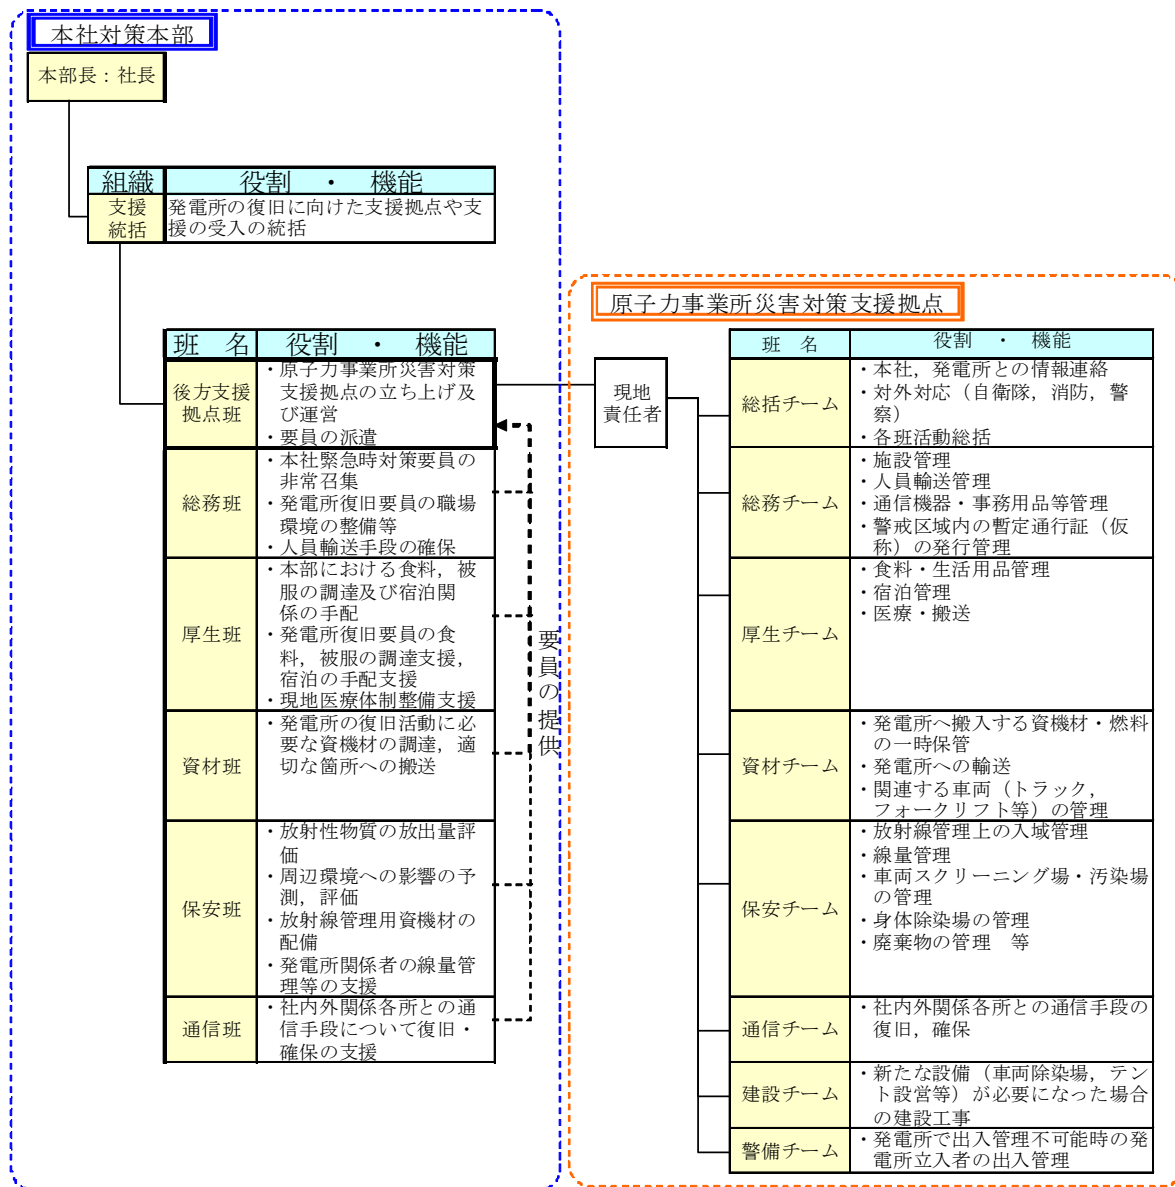 本社対策本部
本部長：社長
組織　役割　・　機能
支援
統括
発電所の復旧に向けた支援拠点や支
援の受入の統括
班　名　役割　・　機能
後方支援
拠点班
・原子力事業所災害対策
支援拠点の立ち上げ及
び運営
・要員の派遣
総務班
・本社緊急時対策要員の
非常召集
・発電所復旧要員の職場
環境の整備等
・人員輸送手段の確保
厚生班
・本部における食料，被
服の調達及び宿泊関
係の手配
・発電所復旧要員の食
料，被服の調達支援，
宿泊の手配支援
・現地医療体制整備支援
資材班
・発電所の復旧活動に必
要な資機材の調達，適
切な箇所への搬送
保安班
・放射性物質の放出量評
価
・周辺環境への影響の予
測，評価
・放射線管理用資機材の
配備
・発電所関係者の線量管
理等の支援
通信班
・社内外関係各所との通
信手段について復旧・
確保の支援
要員の提供
原子力事業所災害対策支援拠点
現地
責任者
班　名　役割　・　機能
総括チーム
・本社，発電所との情報連絡
・対外対応（自衛隊，消防，警
察）
・各班活動総括
総務チーム
・施設管理
・人員輸送管理
・通信機器・事務用品等管理
・警戒区域内の暫定通行証（仮
称）の発行管理
厚生チーム
・食料・生活用品管理
・宿泊管理
・医療・搬送
資材チーム
・発電所へ搬入する資機材・燃料
の一時保管
・発電所への輸送
・関連する車両（トラック，
フォークリフト等）の管理
保安チーム
・放射線管理上の入域管理
・線量管理
・車両スクリーニング場・汚染場
の管理
・身体除染場の管理
・廃棄物の管理　等
通信チーム
・社内外関係各所との通信手段の
復旧，確保
建設チーム
・新たな設備（車両除染場，テン
ト設営等）が必要になった場合
の建設工事
警備チーム
・発電所で出入管理不可能時の発
電所立入者の出入管理